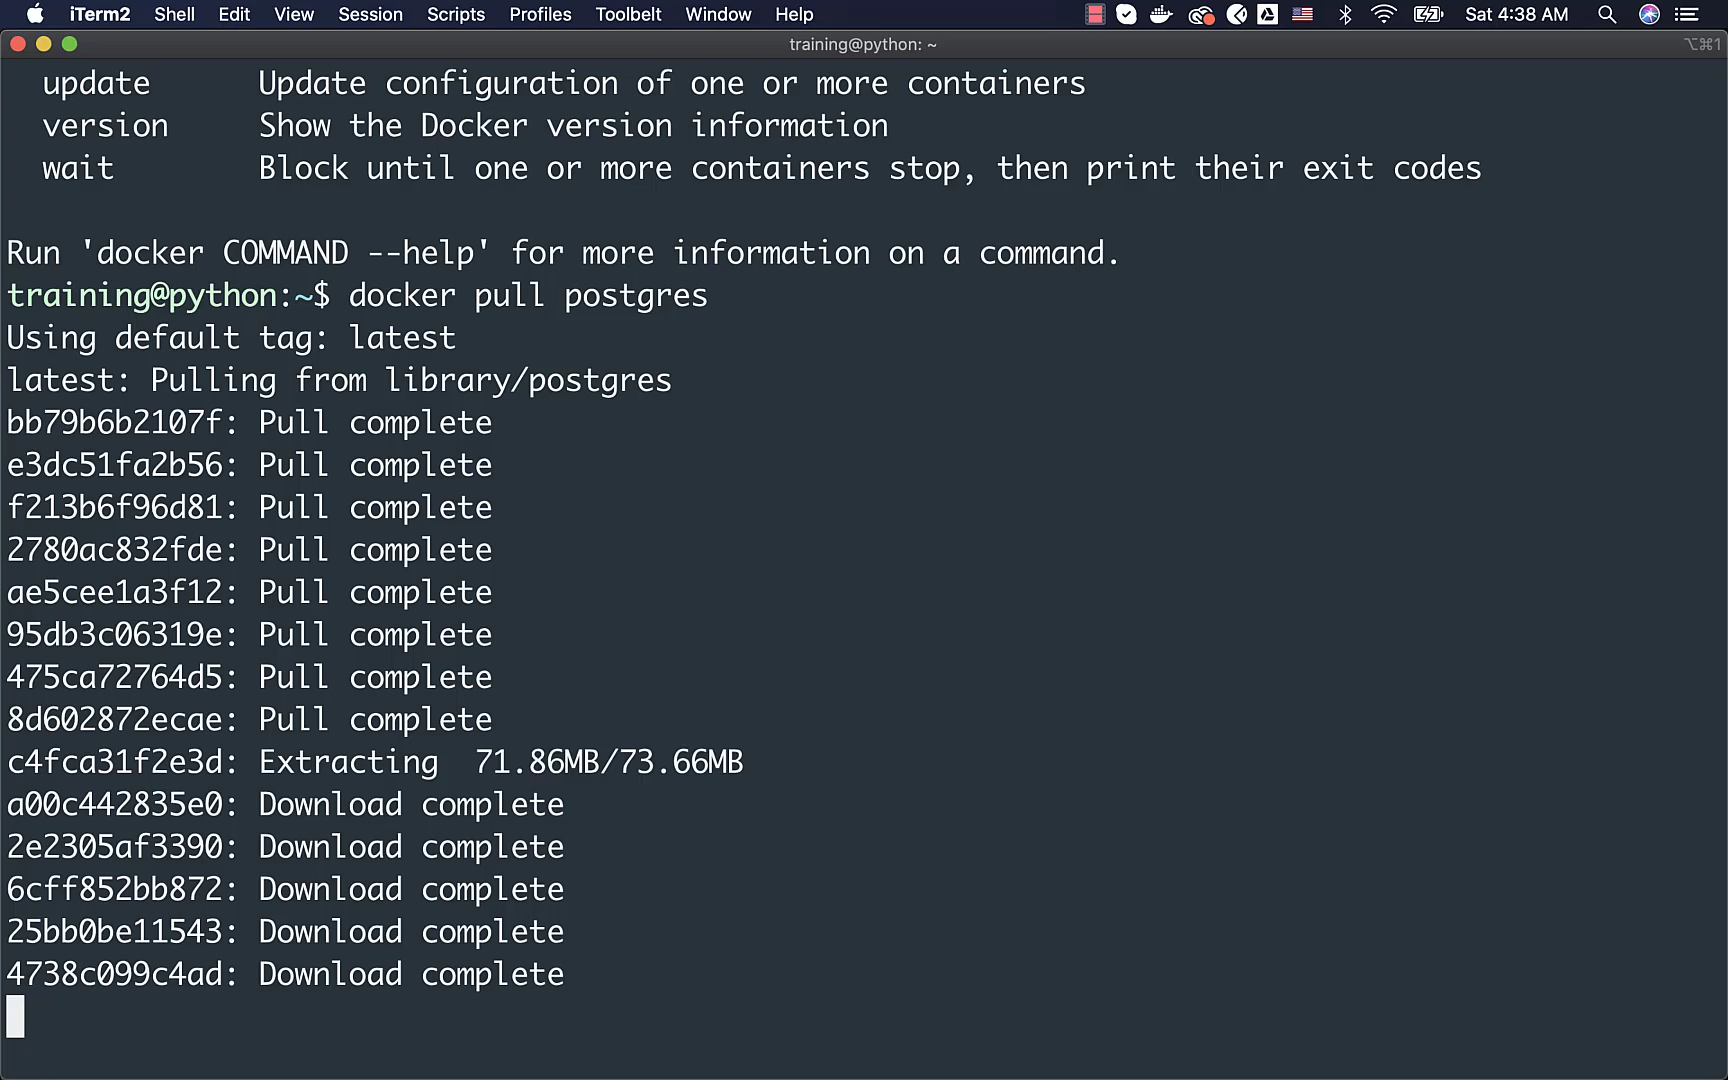 iTerm2 Shell Edit View Session Scripts Profiles Toolbelt Window Help Sat 4:38 AM
training@python: ~ ⌥⌘1
update Update configuration of one or more containers
version Show the Docker version information
wait Block until one or more containers stop, then print their exit codes
Run 'docker COMMAND --help' for more information on a command.
training@python:~$ docker pull postgres
Using default tag: latest
latest: Pulling from library/postgres
bb79b6b2107f: Pull complete
e3dc51fa2b56: Pull complete
f213b6f96d81: Pull complete
2780ac832fde: Pull complete
ae5cee1a3f12: Pull complete
95db3c06319e: Pull complete
475ca72764d5: Pull complete
8d602872ecae: Pull complete
c4fca31f2e3d: Extracting 71.86MB/73.66MB
a00c442835e0: Download complete
2e2305af3390: Download complete
6cff852bb872: Download complete
25bb0be11543: Download complete
4738c099c4ad: Download complete